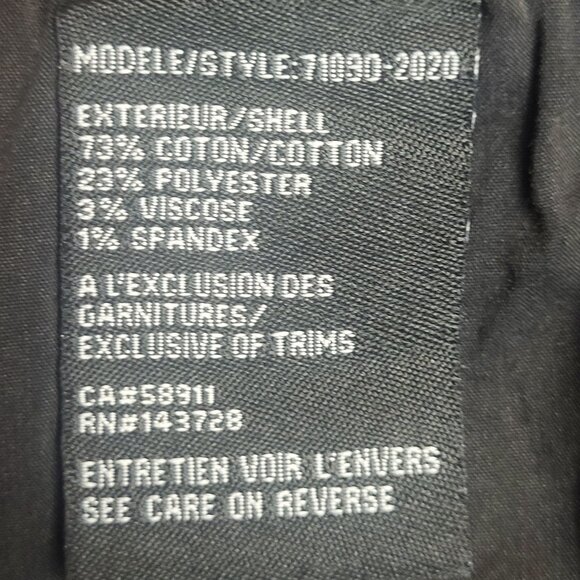 MODELE/STYLE:71090-2020
EXTERIEUR/SHELL
73% COTON/COTTON
23% POLYESTER
3% VISCOSE
1% SPANDEX
A L'EXCLUSION DES
GARNITURES/
EXCLUSIVE OF TRIMS
CA#58911
RN#143728
ENTRETIEN VOIR L'ENVERS
SEE CARE ON REVERSE